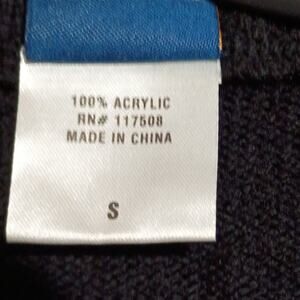 100% ACRYLIC
RN# 117508
MADE IN CHINA
S